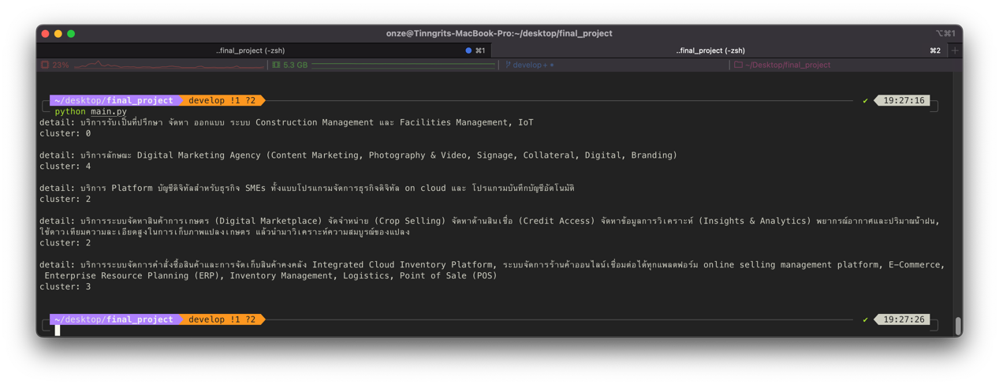 onze@Tinngrits-MacBook-Pro:~/desktop/final_project
⌥⌘1
..final_project (-zsh)
⌘1
..final_project (-zsh)
⌘2
23%
5.3 GB
develop+ •
~/Desktop/final_project
~/desktop/final_project develop !1 ?2 ✔ 19:27:16
python main.py
detail: บริการรับเป็นที่ปรึกษา จัดหา ออกแบบ ระบบ Construction Management และ Facilities Management, IoT
cluster: 0
detail: บริการลักษณะ Digital Marketing Agency (Content Marketing, Photography & Video, Signage, Collateral, Digital, Branding)
cluster: 4
detail: บริการ Platform บัญชีดิจิทัลสำหรับธุรกิจ SMEs ทั้งแบบโปรแกรมจัดการธุรกิจดิจิทัล on cloud และ โปรแกรมบันทึกบัญชีอัตโนมัติ
cluster: 2
detail: บริการระบบจัดหาสินค้าการเกษตร (Digital Marketplace) จัดจำหน่าย (Crop Selling) จัดหาด้านสินเชื่อ (Credit Access) จัดหาข้อมูลการวิเคราะห์ (Insights & Analytics) พยากรณ์อากาศและปริมาณน้ำฝน,
ใช้ดาวเทียมความละเอียดสูงในการเก็บภาพแปลงเกษตร แล้วนำมาวิเคราะห์ความสมบูรณ์ของแปลง
cluster: 2
detail: บริการระบบจัดการคำสั่งซื้อสินค้าและการจัดเก็บสินค้าคงคลัง Integrated Cloud Inventory Platform, ระบบจัดการร้านค้าออนไลน์เชื่อมต่อได้ทุกแพลตฟอร์ม online selling management platform, E-Commerce,
Enterprise Resource Planning (ERP), Inventory Management, Logistics, Point of Sale (POS)
cluster: 3
~/desktop/final_project develop !1 ?2 ✔ 19:27:26